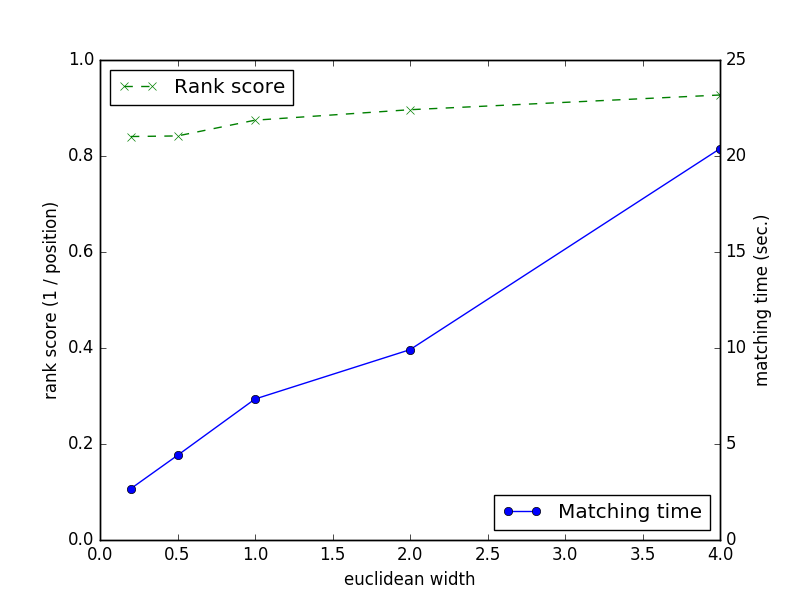 Rank score
1.0
0.8
0.6
0.4
0.2
0.0
rank score (1 / position)
25
20
15
10
5
0
matching time (sec.)
Matching time
0.0 0.5 1.0 1.5 2.0 2.5 3.0 3.5 4.0
euclidean width